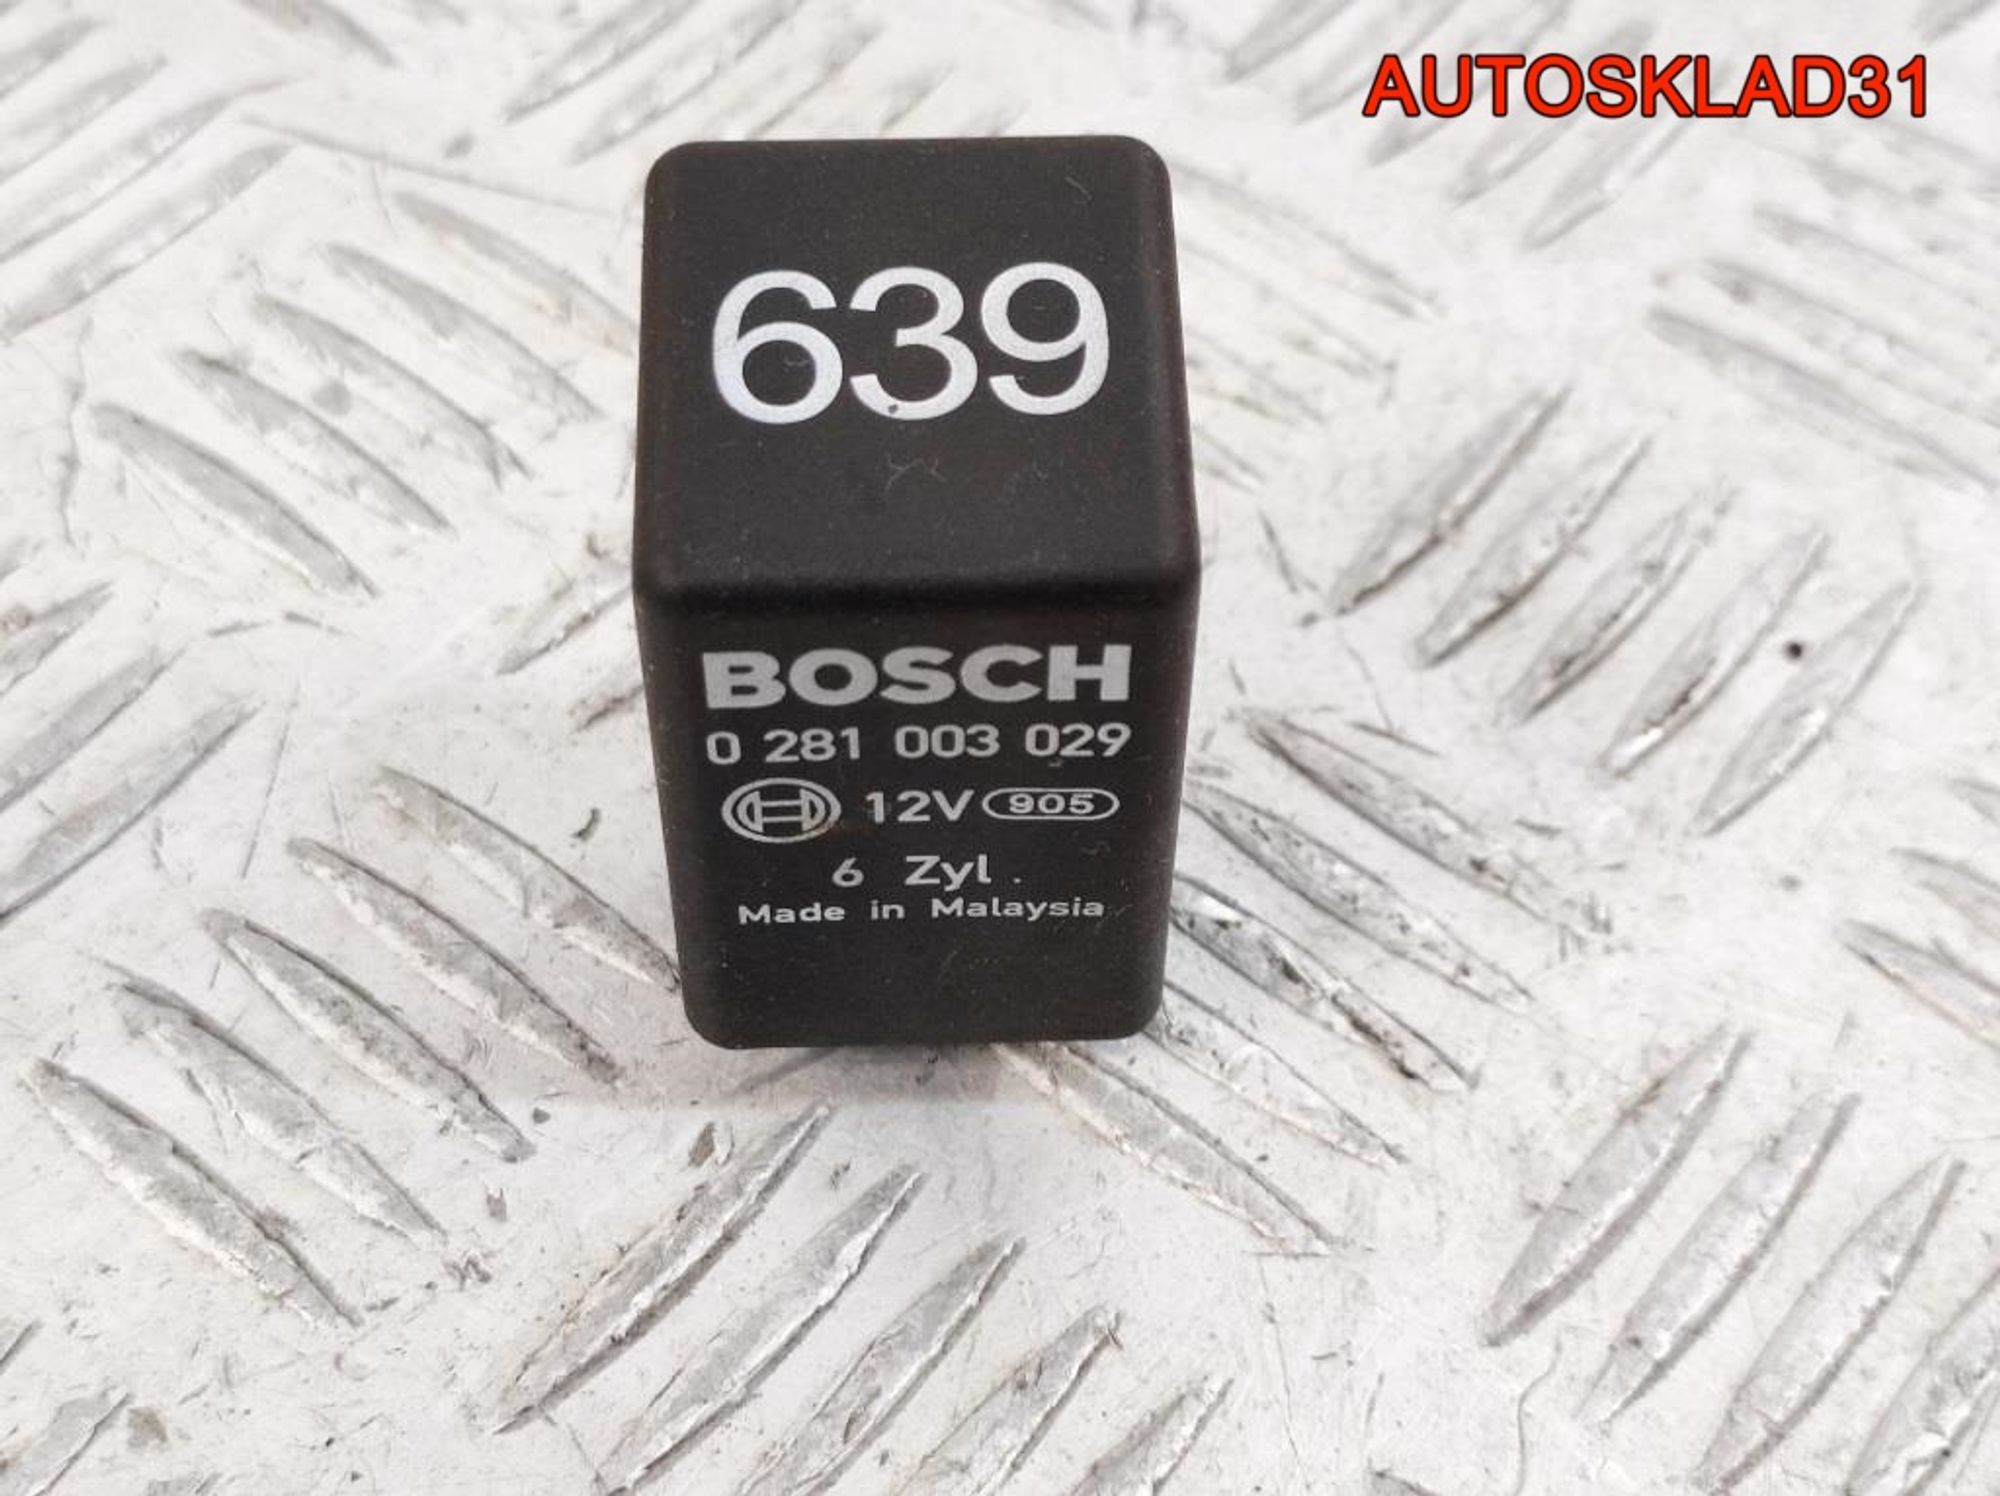 AUTOSKLAD31
639
BOSCH
0 281 003 029
12V 905
6 Zyl.
Made in Malaysia